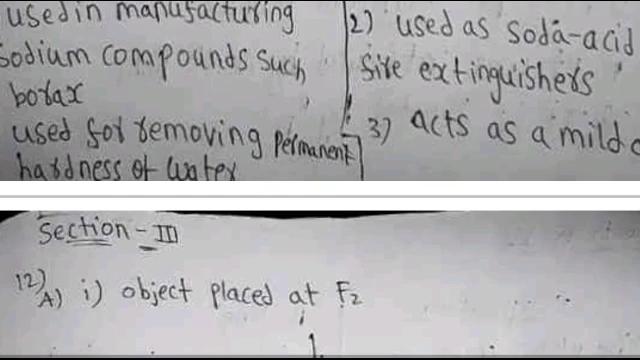 used in manufacturing
sodium compounds such
borax
used for removing permanent
hardness of water
2) used as soda-acid
fire extinguishers
3) acts as a mild
Section - III
12)
A) i) object placed at F2